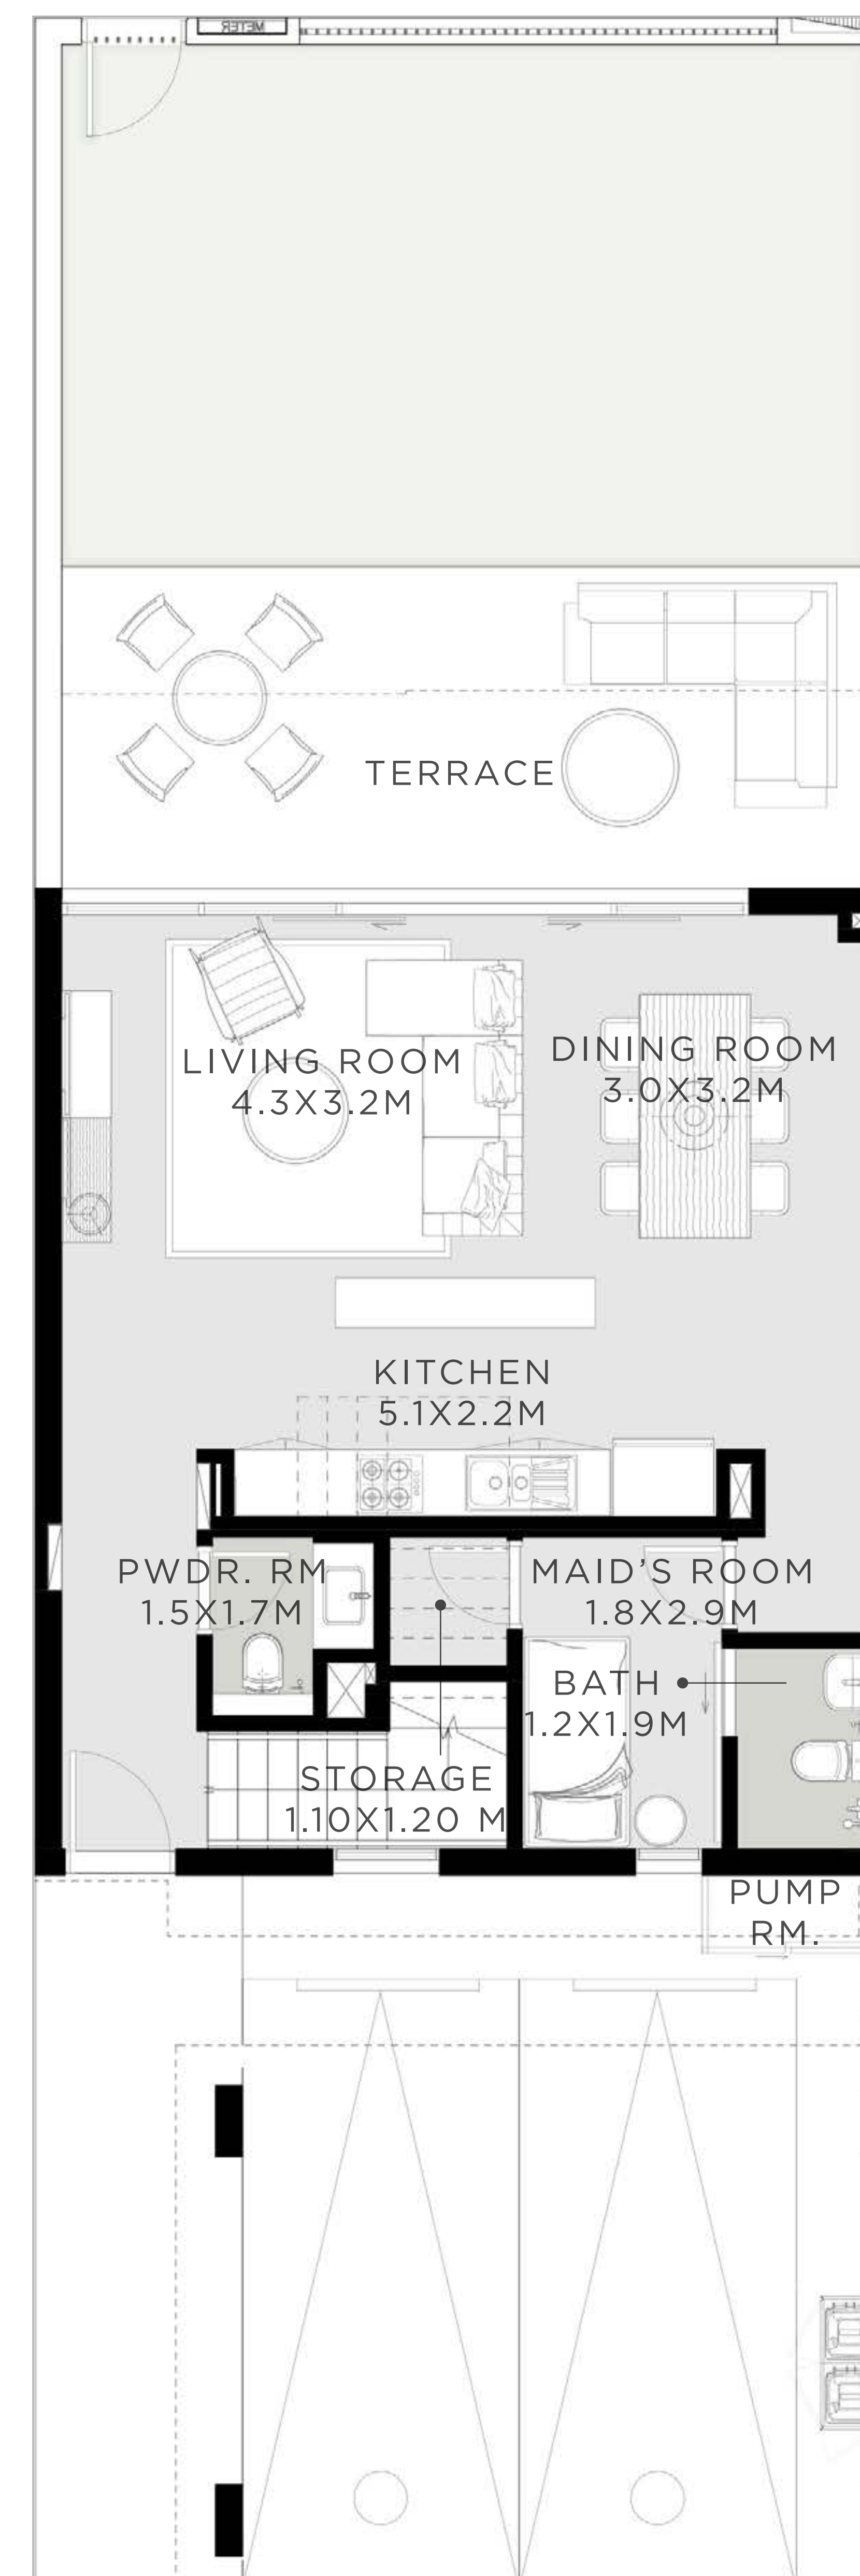 METER
TERRACE
LIVING ROOM
4.3X3.2M
DINING ROOM
3.0X3.2M
KITCHEN
5.1X2.2M
PWDR. RM
1.5X1.7M
MAID'S ROOM
1.8X2.9M
BATH
1.2X1.9M
STORAGE
1.10X1.20 M
PUMP
RM.